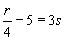 r/4 − 5 = 3s